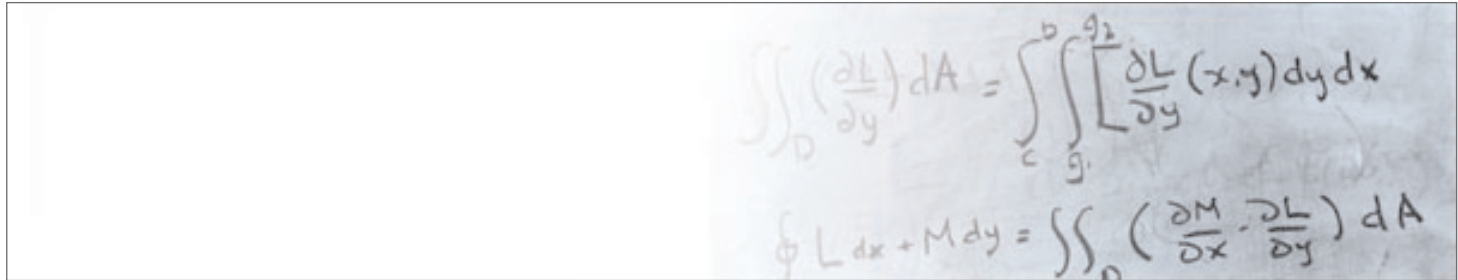 ∬_D (∂L/∂y) dA = ∫_c^D ∫_{g_1}^{g_2} [∂L/∂y (x,y) dy dx
∮ L dx + M dy = ∬_D (∂M/∂x - ∂L/∂y) dA